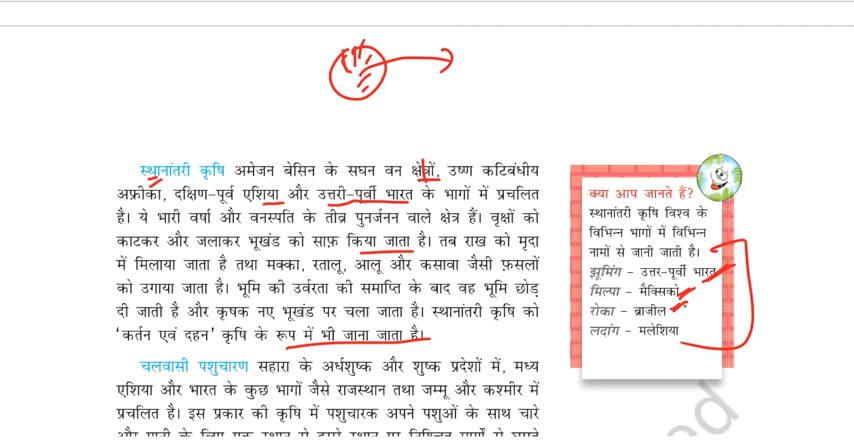 स्थानांतरी कृषि अमेजन बेसिन के सघन वन क्षेत्रों, उष्ण कटिबंधीय
अफ्रीका, दक्षिण-पूर्व एशिया और उत्तरी-पूर्वी भारत के भागों में प्रचलित
है। ये भारी वर्षा और वनस्पति के तीव्र पुनर्जनन वाले क्षेत्र हैं। वृक्षों को
काटकर और जलाकर भूखंड को साफ़ किया जाता है। तब राख को मृदा
में मिलाया जाता है तथा मक्का, रतालू, आलू और कसावा जैसी फ़सलों
को उगाया जाता है। भूमि की उर्वरता की समाप्ति के बाद वह भूमि छोड़
दी जाती है और कृषक नए भूखंड पर चला जाता है। स्थानांतरी कृषि को
‘कर्तन एवं दहन’ कृषि के रूप में भी जाना जाता है।
चलवासी पशुचारण सहारा के अर्धशुष्क और शुष्क प्रदेशों में, मध्य
एशिया और भारत के कुछ भागों जैसे राजस्थान तथा जम्मू और कश्मीर में
प्रचलित है। इस प्रकार की कृषि में पशुचारक अपने पशुओं के साथ चारे
क्या आप जानते हैं?
स्थानांतरी कृषि विश्व के
विभिन्न भागों में विभिन्न
नामों से जानी जाती है।
झूमिंग – उत्तर-पूर्वी भारत
मिल्पा – मैक्सिको
रोका – ब्राजील
लदांग – मलेशिया